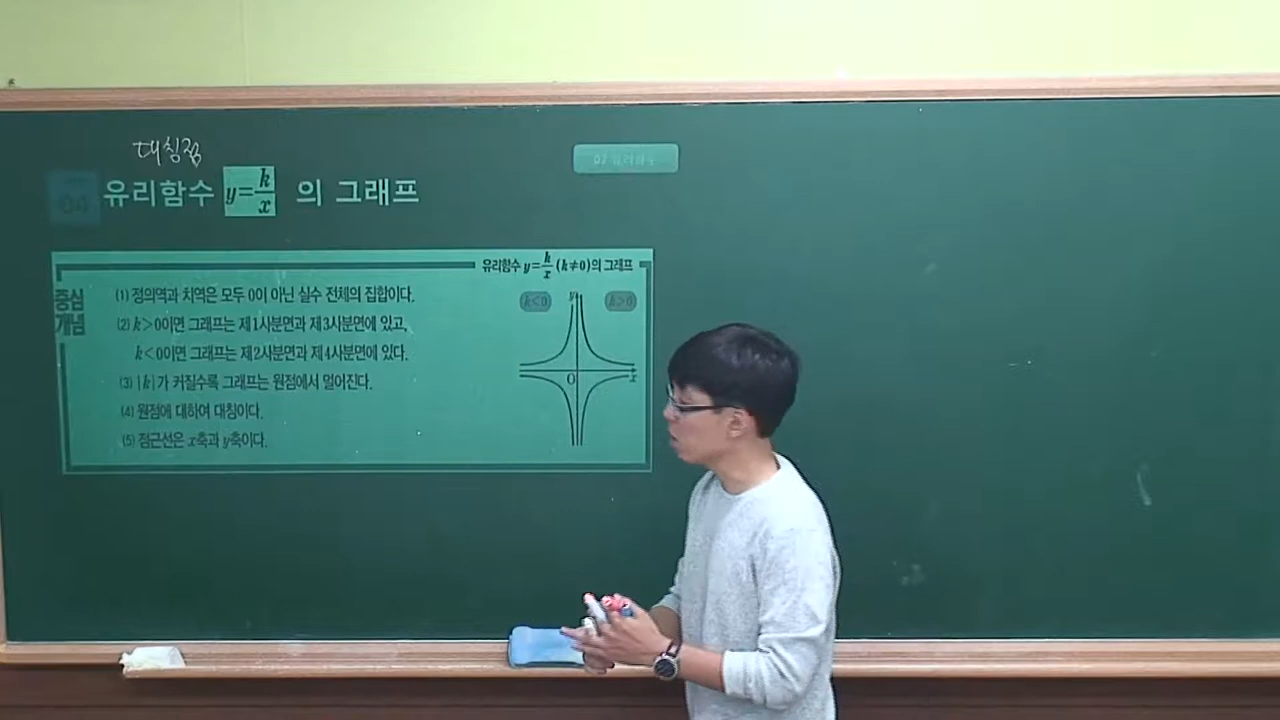 대칭점
07 유리함수
04 유리함수 y=k/x 의 그래프
유리함수 y=k/x (k≠0)의 그래프
중심
개념
(1) 정의역과 치역은 모두 0이 아닌 실수 전체의 집합이다.
(2) k>0이면 그래프는 제1사분면과 제3사분면에 있고,
k<0이면 그래프는 제2사분면과 제4사분면에 있다.
(3) |k|가 커질수록 그래프는 원점에서 멀어진다.
(4) 원점에 대하여 대칭이다.
(5) 점근선은 x축과 y축이다.
k<0 y k>0
O x